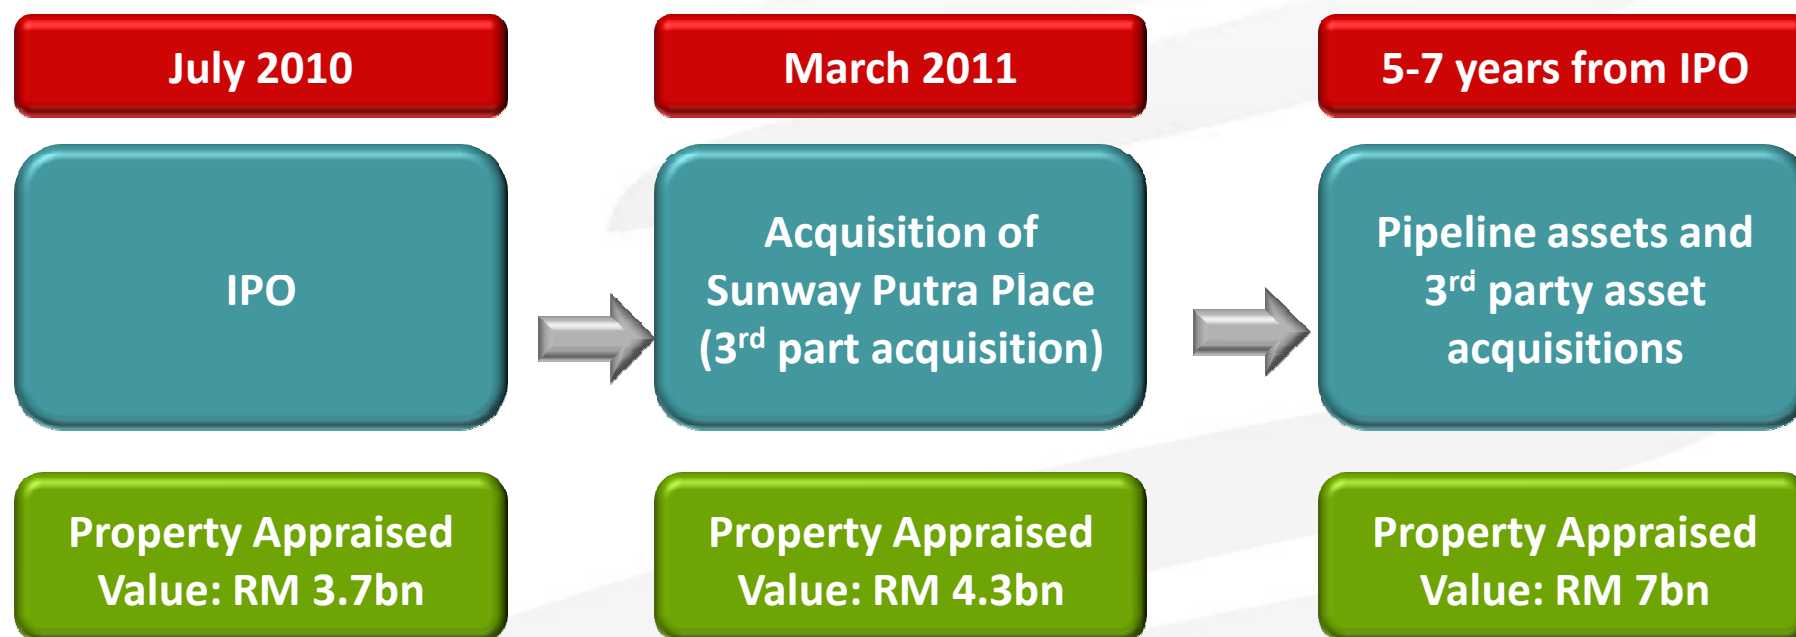 July 2010
March 2011
5-7 years from IPO
IPO
Acquisition of
Sunway Putra Place
(3rd part acquisition)
Pipeline assets and
3rd party asset
acquisitions
Property Appraised
Value: RM 3.7bn
Property Appraised
Value: RM 4.3bn
Property Appraised
Value: RM 7bn